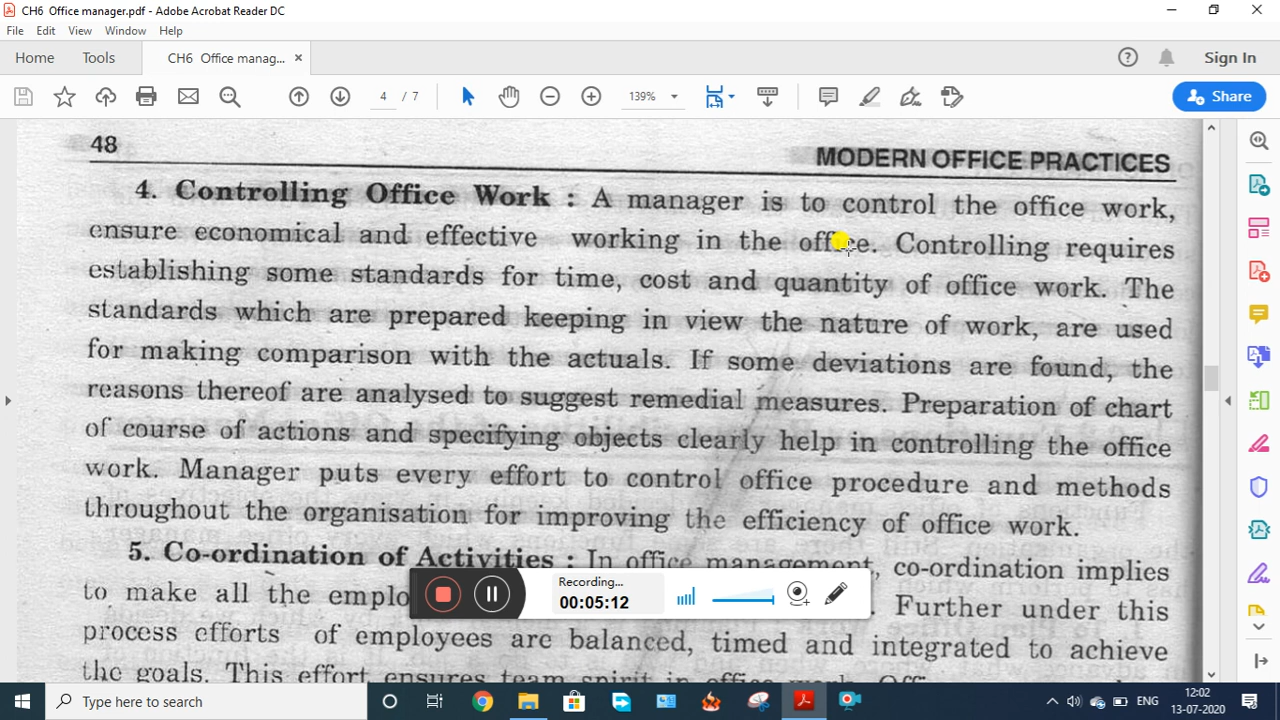 CH6 Office manager.pdf - Adobe Acrobat Reader DC
File Edit View Window Help
Home Tools CH6 Office manag... × Sign In
4 / 7 139% Share
48 MODERN OFFICE PRACTICES
4. Controlling Office Work : A manager is to control the office work,
ensure economical and effective working in the office. Controlling requires
establishing some standards for time, cost and quantity of office work. The
standards which are prepared keeping in view the nature of work, are used
for making comparison with the actuals. If some deviations are found, the
reasons thereof are analysed to suggest remedial measures. Preparation of chart
of course of actions and specifying objects clearly help in controlling the office
work. Manager puts every effort to control office procedure and methods
throughout the organisation for improving the efficiency of office work.
5. Co-ordination of Activities : In office management, co-ordination implies
to make all the Further under this
process efforts of employees are balanced, timed and integrated to achieve
the goals. This effort ensures team spirit in office
Recording...
00:05:12
Type here to search
ENG
12:02
13-07-2020